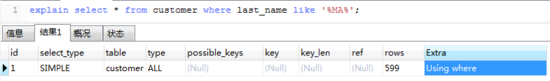 1 explain select * from customer where last_name like '%MA%';
信息 结果1 概况 状态
id select_type table type possible_keys key key_len ref rows Extra
1 SIMPLE customer ALL (Null) (Null) (Null) (Null) 599 Using where